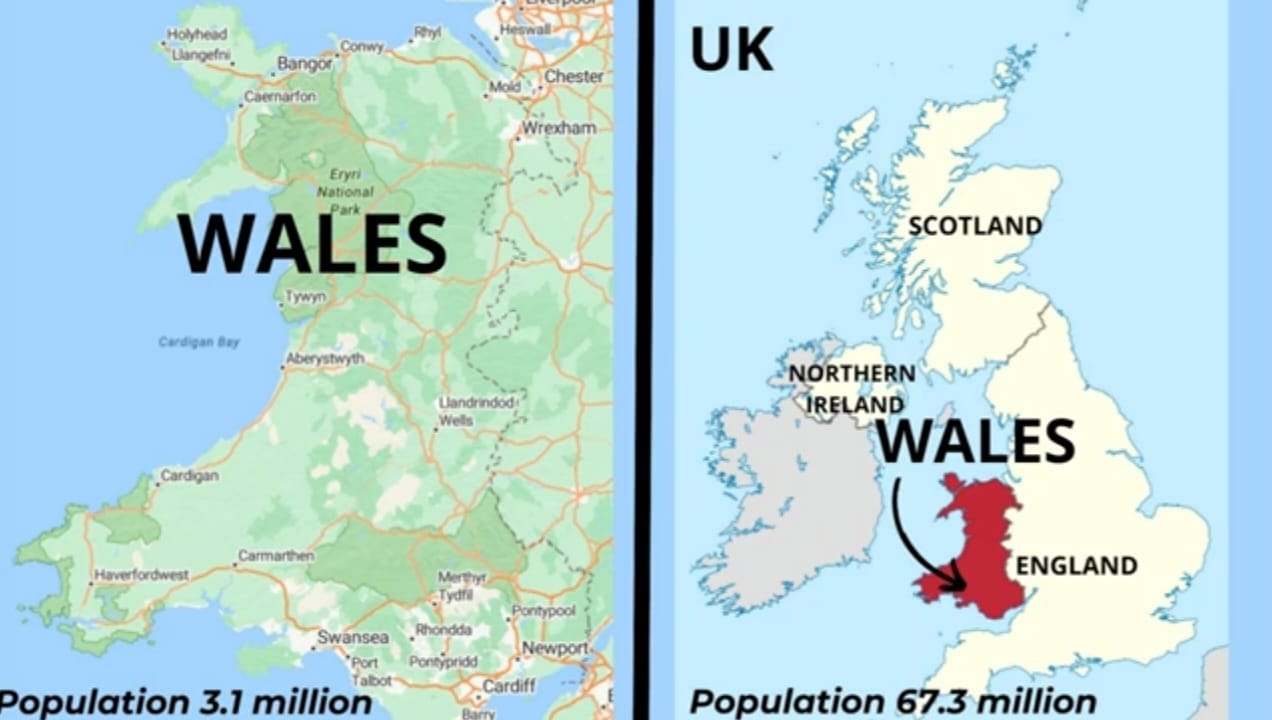 Liverpool
Holyhead
Llangefni
Bangor
Conwy
Rhyl
Heswall
Chester
Mold
Caernarfon
Wrexham
Eryri
National
Park
WALES
Tywyn
Cardigan Bay
Aberystwyth
Llandrindod
Wells
Cardigan
Carmarthen
Haverfordwest
Merthyr
Tydfil
Pontypool
Swansea
Rhondda
Newport
Port
Talbot
Pontypridd
Cardiff
Barry
Population 3.1 million
UK
SCOTLAND
NORTHERN
IRELAND
WALES
ENGLAND
Population 67.3 million